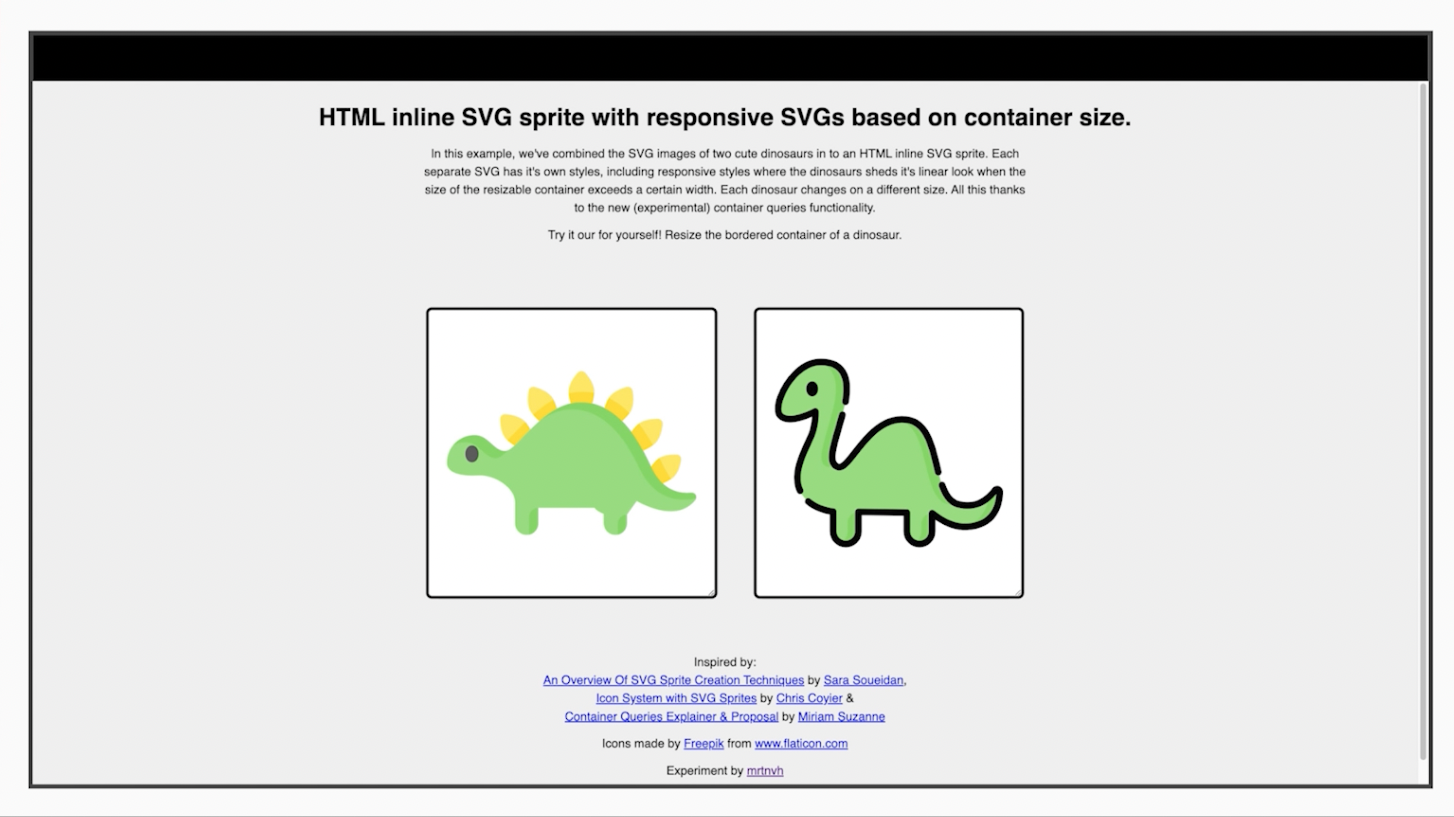 HTML inline SVG sprite with responsive SVGs based on container size.
In this example, we've combined the SVG images of two cute dinosaurs in to an HTML inline SVG sprite. Each
separate SVG has it's own styles, including responsive styles where the dinosaurs sheds it's linear look when the
size of the resizable container exceeds a certain width. Each dinosaur changes on a different size. All this thanks
to the new (experimental) container queries functionality.
Try it our for yourself! Resize the bordered container of a dinosaur.
Inspired by:
An Overview Of SVG Sprite Creation Techniques by Sara Soueidan,
Icon System with SVG Sprites by Chris Coyier &
Container Queries Explainer & Proposal by Miriam Suzanne
Icons made by Freepik from www.flaticon.com
Experiment by mrtnvh